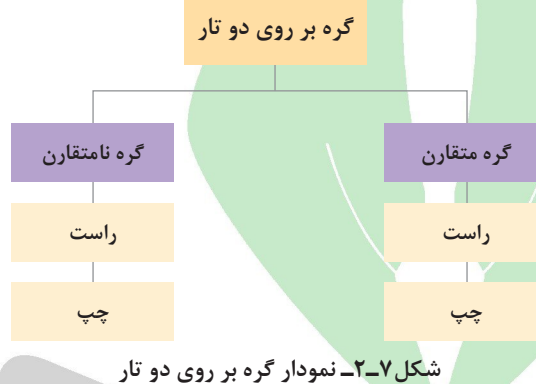 گره بر روی دو تار
گره متقارن
گره نامتقارن
راست
راست
چپ
چپ
شکل ۷ــ۲ــ نمودار گره بر روی دو تار